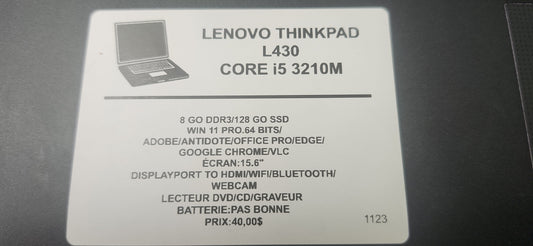 LENOVO THINKPAD
L430
CORE i5 3210M
8 GO DDR3/128 GO SSD
WIN 11 PRO.64 BITS/
ADOBE/ANTIDOTE/OFFICE PRO/EDGE/
GOOGLE CHROME/VLC
ÉCRAN:15.6"
DISPLAYPORT TO HDMI/WIFI/BLUETOOTH/
WEBCAM
LECTEUR DVD/CD/GRAVEUR
BATTERIE:PAS BONNE
PRIX:40,00$
1123